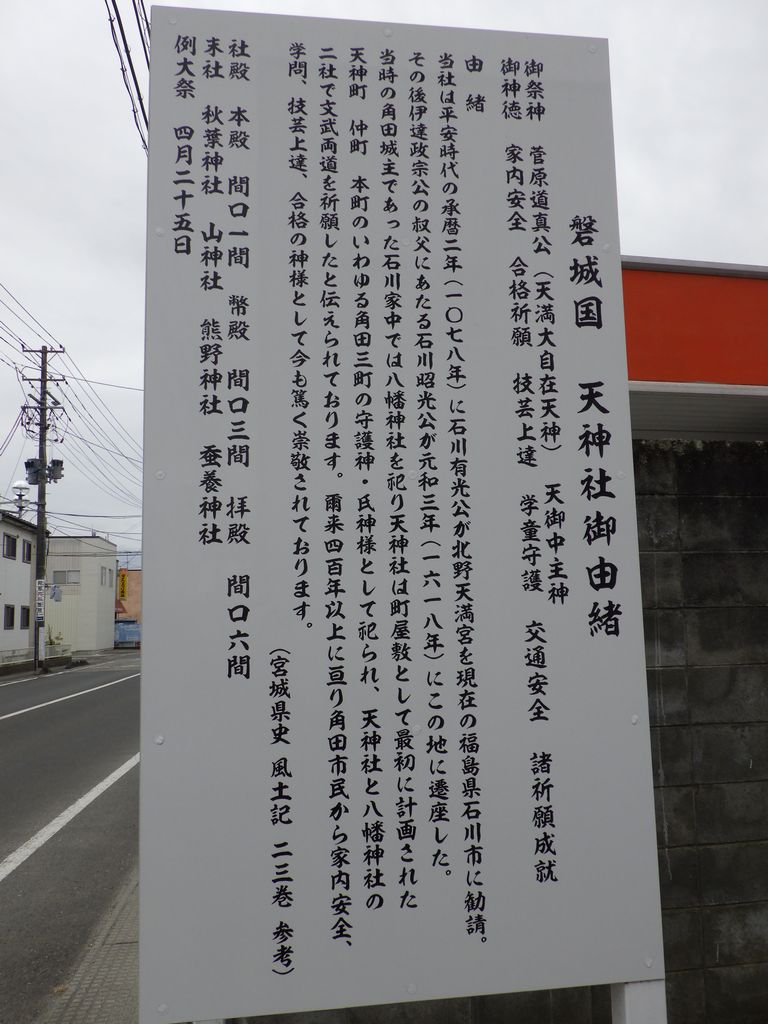 磐城国　天神社御由緒
御祭神　菅原道真公（天満大自在天神）　天御中主神
御神徳　家内安全　合格祈願　技芸上達　学童守護　交通安全　諸祈願成就
由緒
当社は平安時代の承暦二年（一〇七八年）に石川有光公が北野天満宮を現在の福島県石川市に勧請。
その後伊達政宗公の叔父にあたる石川昭光公が元和三年（一六一八年）にこの地に遷座した。
当時の角田城主であった石川家中では八幡神社を祀り天神社は町屋敷として最初に計画された
天神町　仲町　本町のいわゆる角田三町の守護神・氏神様として祀られ、天神社と八幡神社の
二社で文武両道を祈願したと伝えられております。爾来四百年以上に亘り角田市民から家内安全、
学問、技芸上達、合格の神様として今も篤く崇敬されております。
（宮城県史　風土記　二三巻　参考）
社殿　本殿　間口一間　幣殿　間口三間　拝殿　間口六間
末社　秋葉神社　山神社　熊野神社　蚕養神社
例大祭　四月二十五日